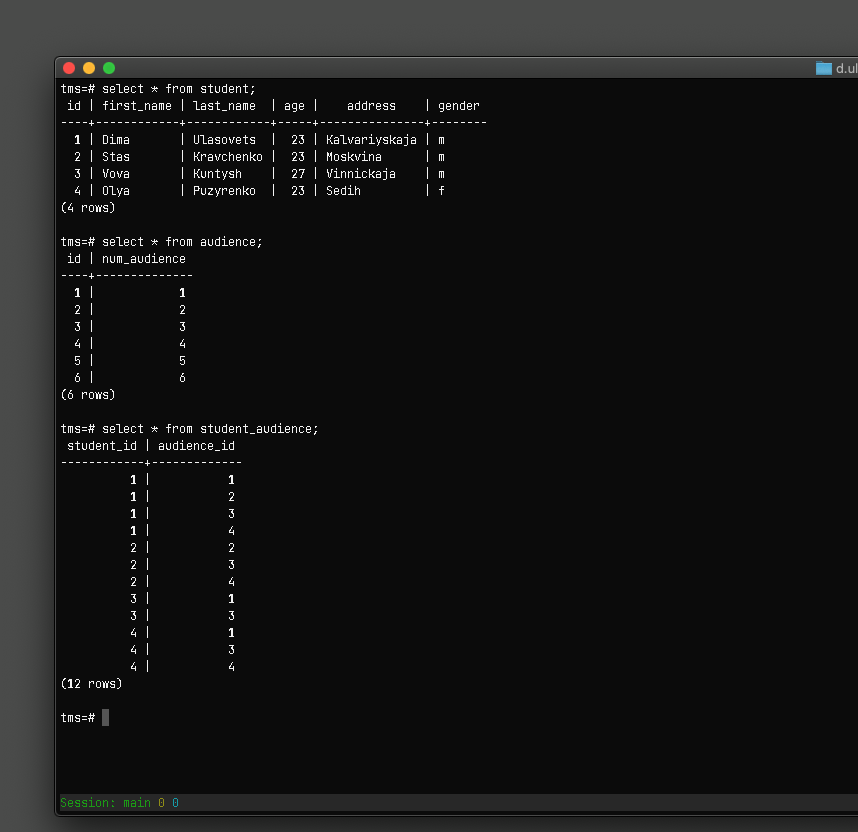 d.ul
tms=# select * from student;
 id | first_name | last_name  | age |    address    | gender
----+------------+------------+-----+---------------+--------
  1 | Dima       | Ulasovets  |  23 | Kalvariyskaja | m
  2 | Stas       | Kravchenko |  23 | Moskvina      | m
  3 | Vova       | Kuntysh    |  27 | Vinnickaja    | m
  4 | Olya       | Puzyrenko  |  23 | Sedih         | f
(4 rows)

tms=# select * from audience;
 id | num_audience
----+--------------
  1 |            1
  2 |            2
  3 |            3
  4 |            4
  5 |            5
  6 |            6
(6 rows)

tms=# select * from student_audience;
 student_id | audience_id
------------+-------------
          1 |           1
          1 |           2
          1 |           3
          1 |           4
          2 |           2
          2 |           3
          2 |           4
          3 |           1
          3 |           3
          4 |           1
          4 |           3
          4 |           4
(12 rows)

tms=#
Session: main 0 0